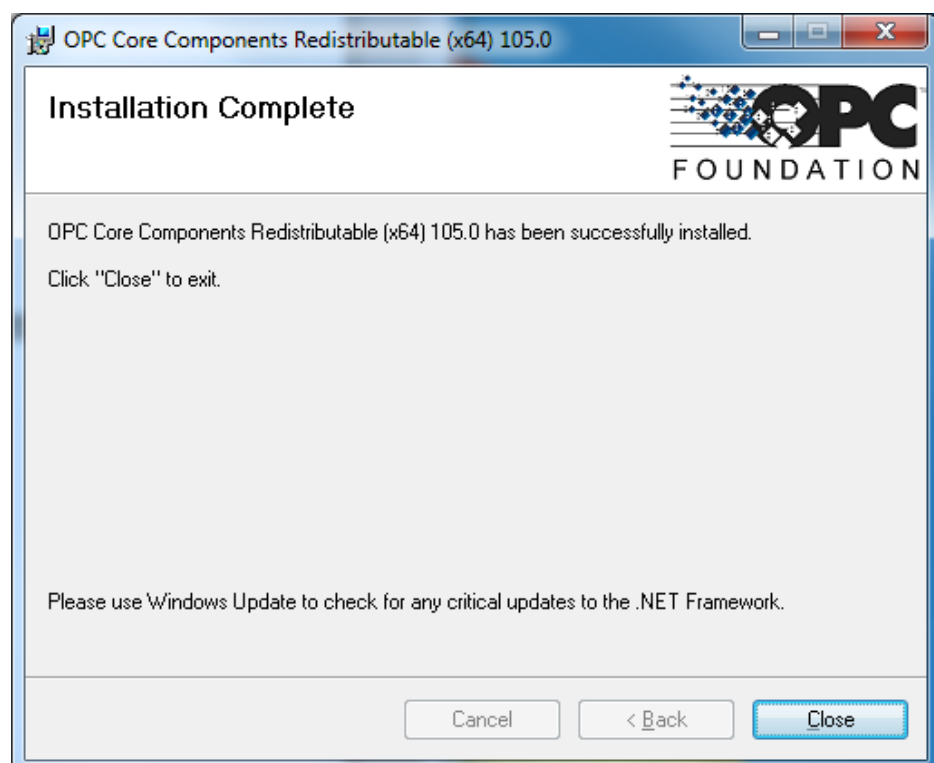 OPC Core Components Redistributable (x64) 105.0
Installation Complete
OPC
FOUNDATION
OPC Core Components Redistributable (x64) 105.0 has been successfully installed.
Click "Close" to exit.
Please use Windows Update to check for any critical updates to the .NET Framework.
Cancel
< Back
Close